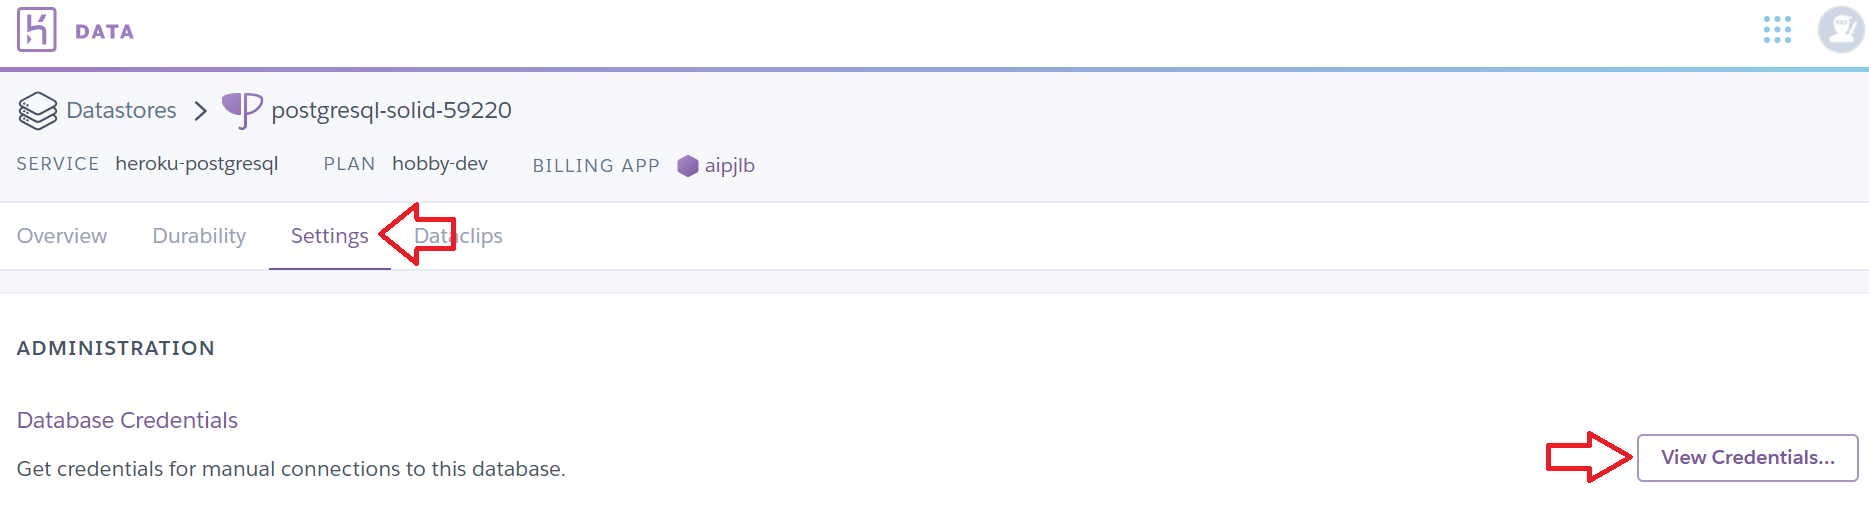 DATA
Datastores postgresql-solid-59220
SERVICE heroku-postgresql PLAN hobby-dev BILLING APP aipjlb
Overview Durability Settings Dataclips
ADMINISTRATION
Database Credentials
Get credentials for manual connections to this database.
View Credentials...